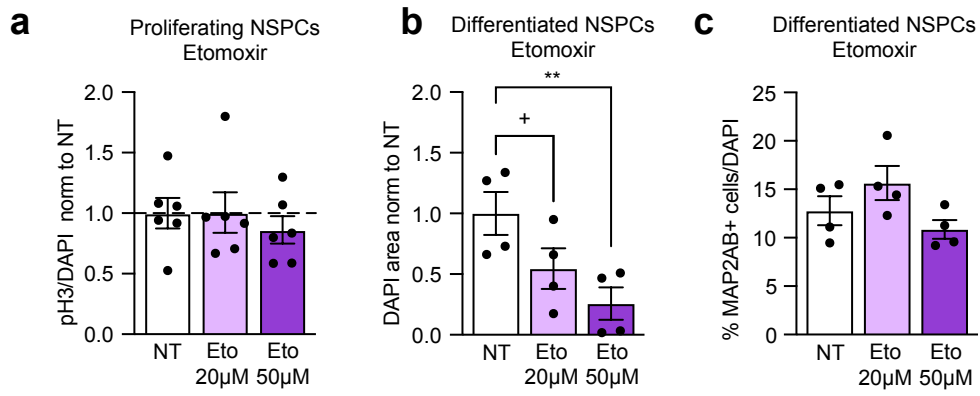 a
Proliferating NSPCs
Etomoxir
pH3/DAPI norm to NT
2.0
1.5
1.0
0.5
0.0
NT
Eto
20μM
Eto
50μM
b
Differentiated NSPCs
Etomoxir
DAPI area norm to NT
2.0
1.5
1.0
0.5
0.0
**
+
NT
Eto
20μM
Eto
50μM
c
Differentiated NSPCs
Etomoxir
% MAP2AB+ cells/DAPI
25
20
15
10
5
0
NT
Eto
20μM
Eto
50μM